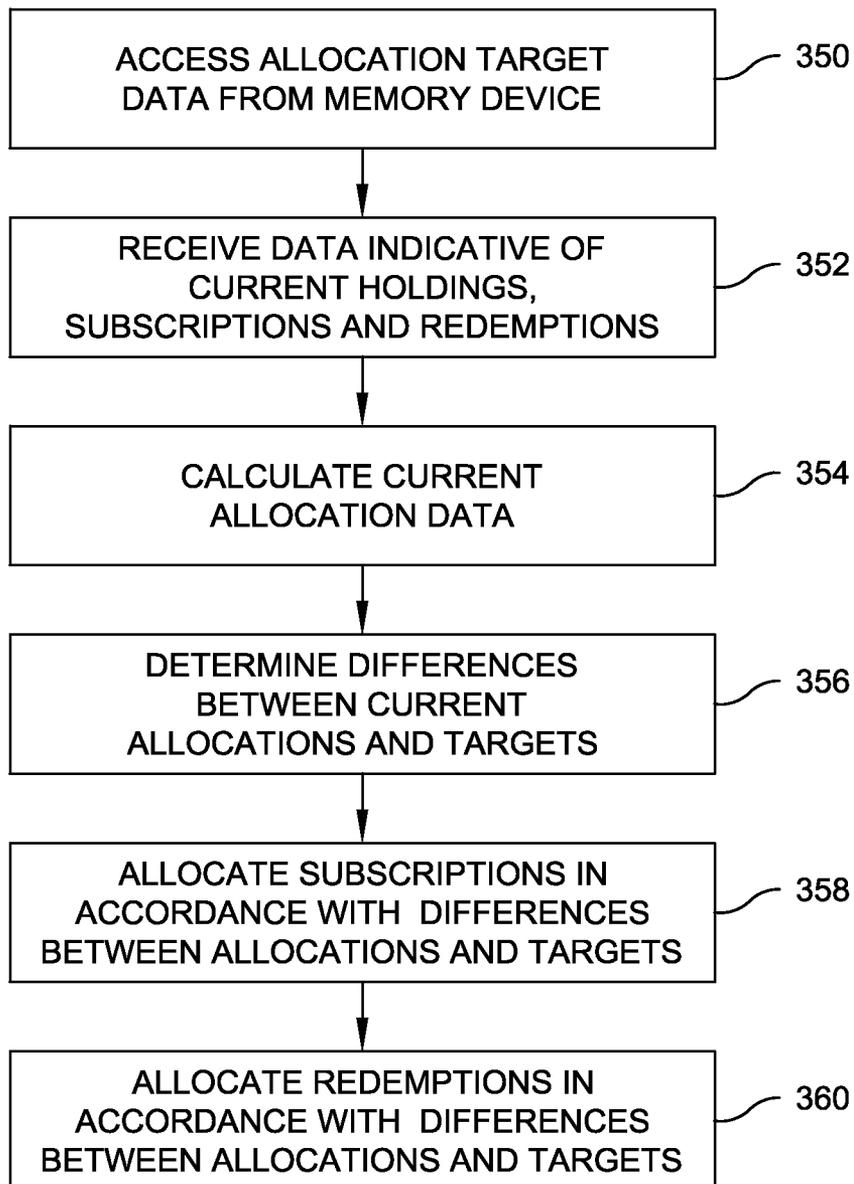 ACCESS ALLOCATION TARGET
DATA FROM MEMORY DEVICE
350
RECEIVE DATA INDICATIVE OF
CURRENT HOLDINGS,
SUBSCRIPTIONS AND REDEMPTIONS
352
CALCULATE CURRENT
ALLOCATION DATA
354
DETERMINE DIFFERENCES
BETWEEN CURRENT
ALLOCATIONS AND TARGETS
356
ALLOCATE SUBSCRIPTIONS IN
ACCORDANCE WITH DIFFERENCES
BETWEEN ALLOCATIONS AND TARGETS
358
ALLOCATE REDEMPTIONS IN
ACCORDANCE WITH DIFFERENCES
BETWEEN ALLOCATIONS AND TARGETS
360